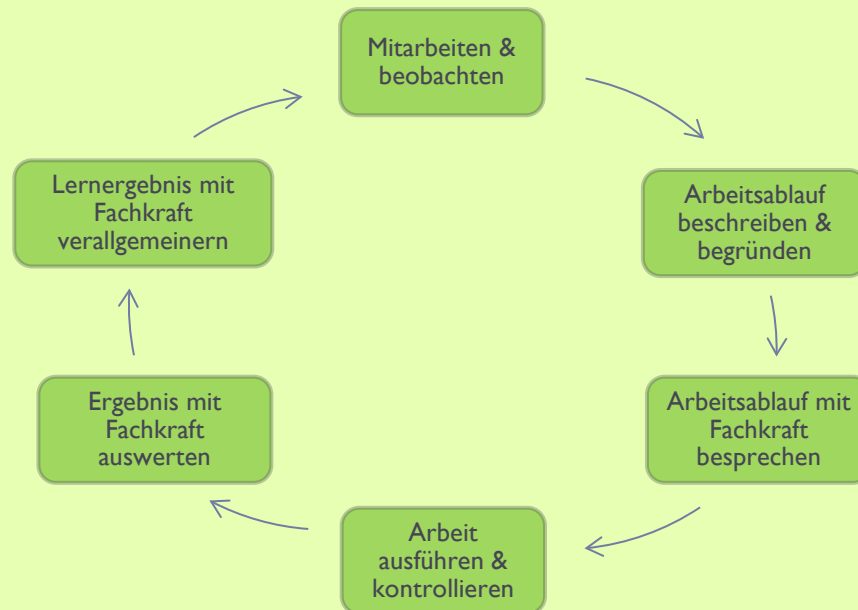 Mitarbeiten &
beobachten
Arbeitsablauf
beschreiben &
begründen
Arbeitsablauf mit
Fachkraft
besprechen
Arbeit
ausführen &
kontrollieren
Ergebnis mit
Fachkraft
auswerten
Lernergebnis mit
Fachkraft
verallgemeinern